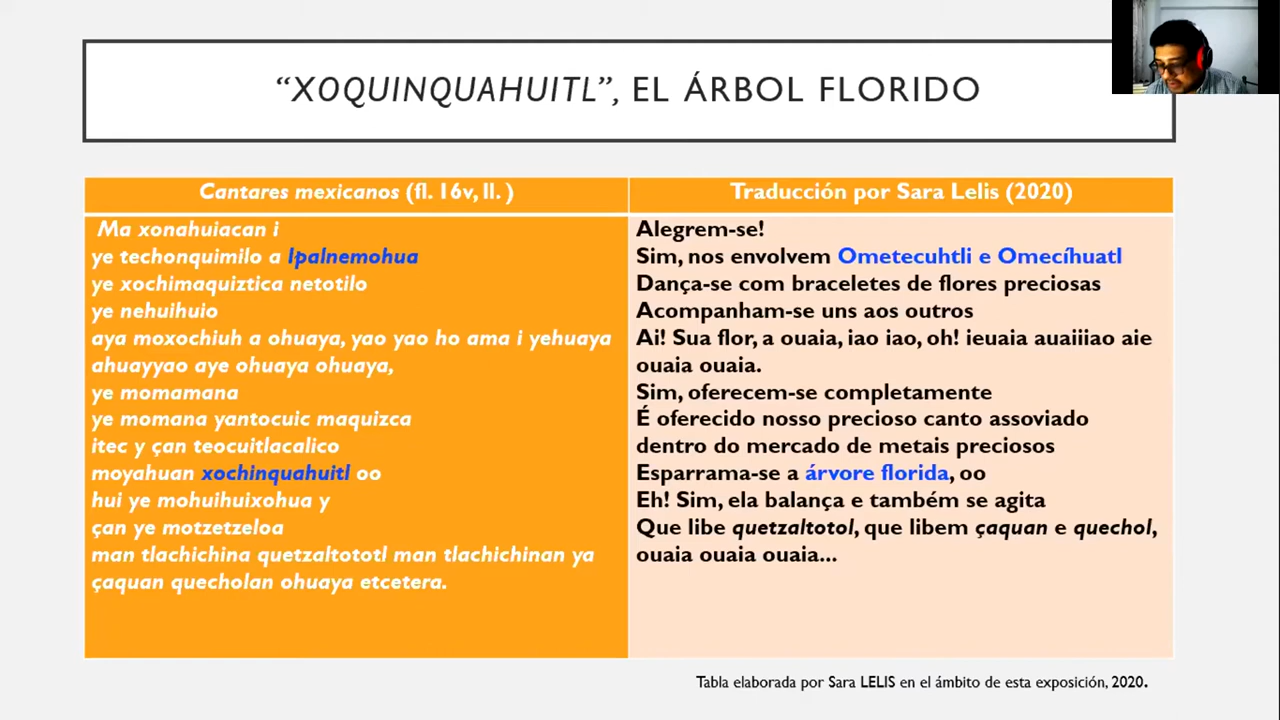 “XOQUINQUAHUITL”, EL ÁRBOL FLORIDO
Cantares mexicanos (fl. 16v, ll. )
Ma xonahuiacan i
ye techonquimilo a Ipalnemohua
ye xochimaquiztica netotilo
ye nehuihuio
aya moxochiuh a ohuaya, yao yao ho ama i yehuaya
ahuayyao aye ohuaya ohuaya,
ye momamana
ye momana yantocuic maquizca
itec y çan teocuitlacalico
moyahuan xochinquahuitl oo
hui ye mohuihuixohua y
çan ye motzetzeloa
man tlachichina quetzaltototl man tlachichinan ya
çaquan quecholan ohuaya etcetera.
Traducción por Sara Lelis (2020)
Alegrem-se!
Sim, nos envolvem Ometecuhtli e Omecíhuatl
Dança-se com braceletes de flores preciosas
Acompanham-se uns aos outros
Ai! Sua flor, a ouaia, iao iao, oh! ieuaia auaiiiao aie
ouaia ouaia.
Sim, oferecem-se completamente
É oferecido nosso precioso canto assoviado
dentro do mercado de metais preciosos
Esparrama-se a árvore florida, oo
Eh! Sim, ela balança e também se agita
Que libe quetzaltotol, que libem çaquan e quechol,
ouaia ouaia ouaia...
Tabla elaborada por Sara LELIS en el ámbito de esta exposición, 2020.